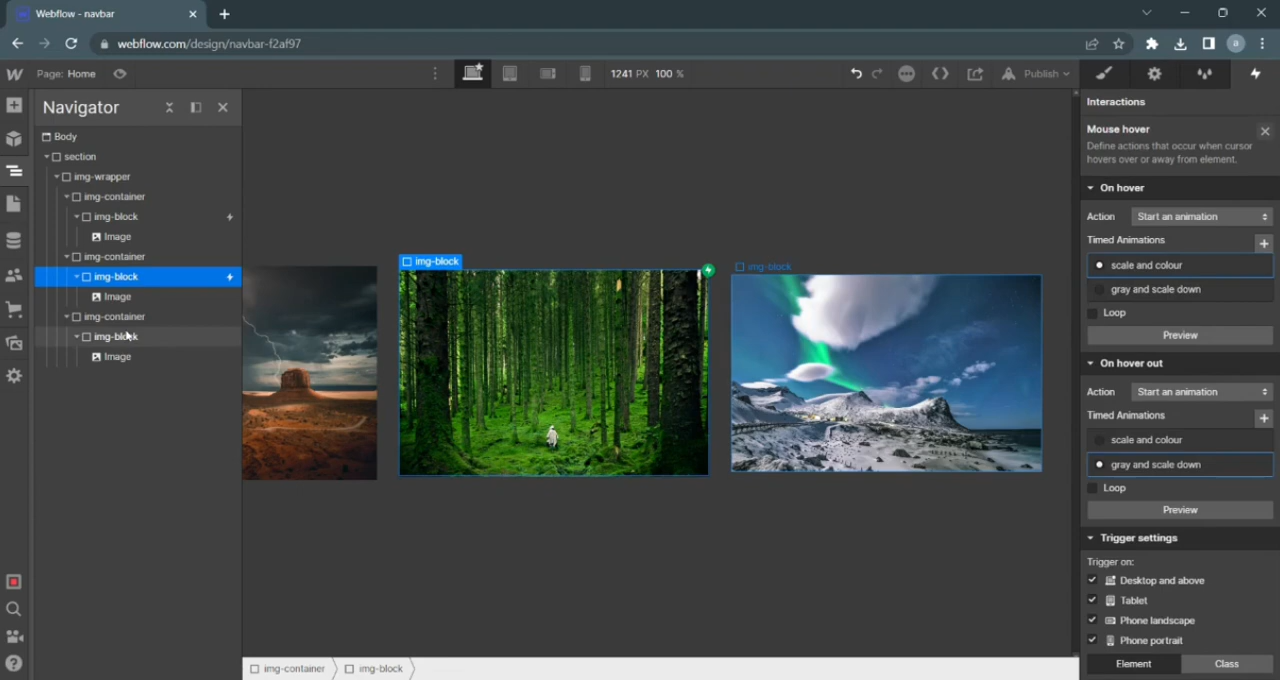 Webflow - navbar
webflow.com/design/navbar-f2af97
a
Page: Home
1241 PX 100 %
Publish
Navigator
Body
section
img-wrapper
img-container
img-block
Image
img-container
img-block
Image
img-container
img-block
Image
img-block
img-block
img-container
img-block
Interactions
Mouse hover
Define actions that occur when cursor
hovers over or away from element.
On hover
Action Start an animation
Timed Animations
scale and colour
gray and scale down
Loop
Preview
On hover out
Action Start an animation
Timed Animations
scale and colour
gray and scale down
Loop
Preview
Trigger settings
Trigger on:
Desktop and above
Tablet
Phone landscape
Phone portrait
Element Class